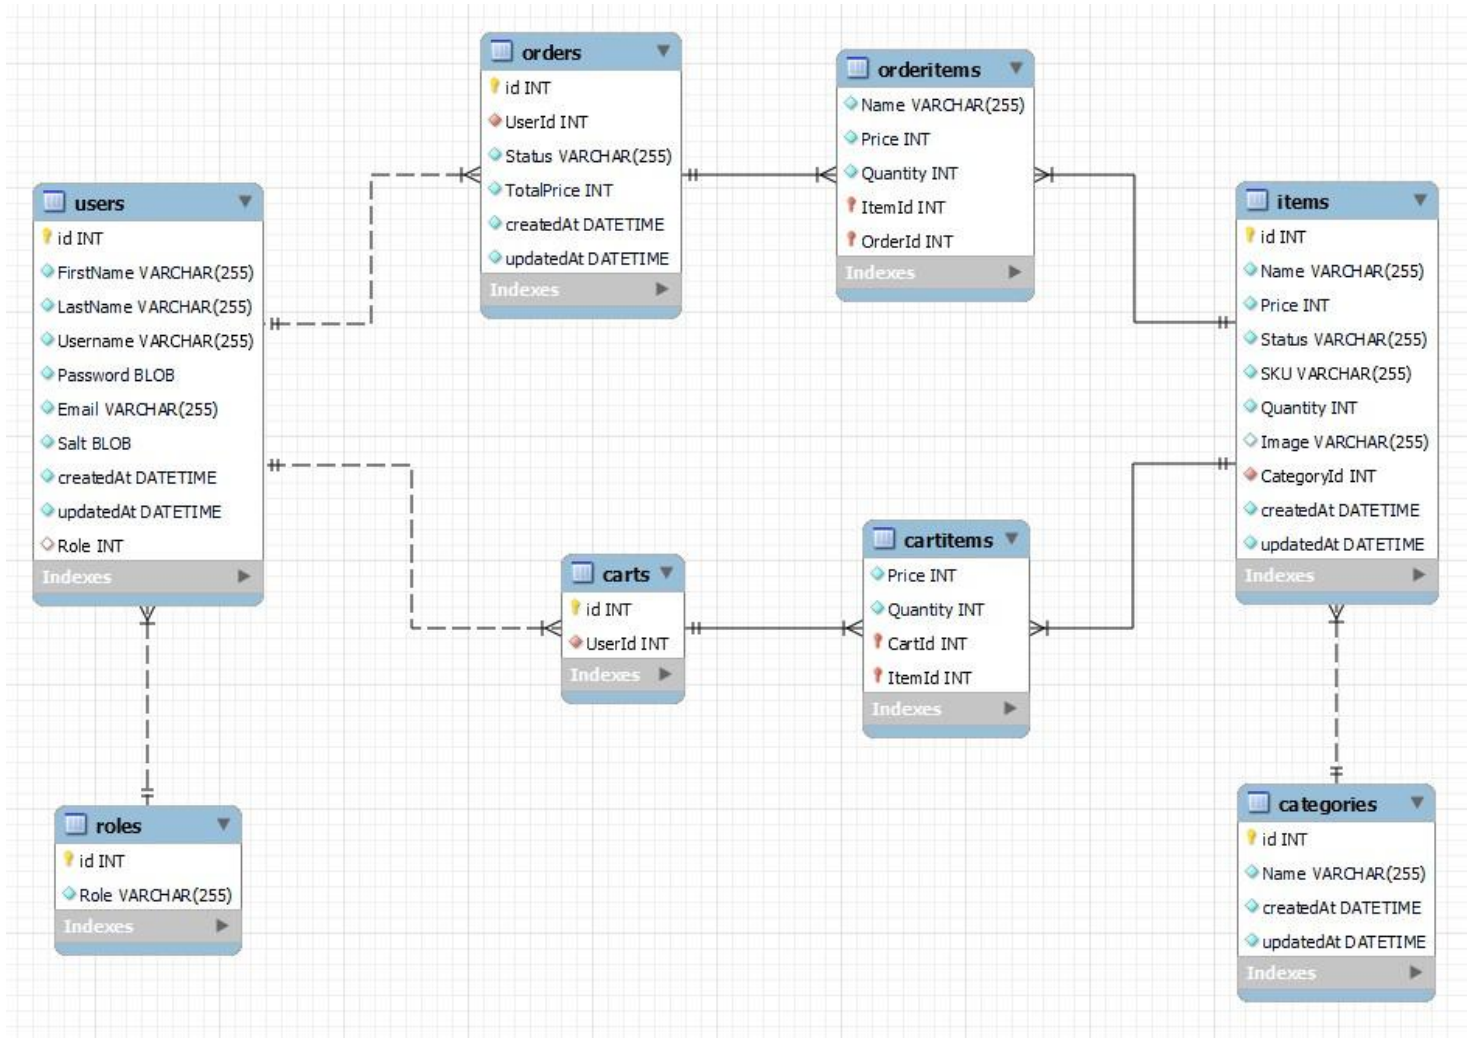 orders
id INT
UserId INT
Status VARCHAR(255)
TotalPrice INT
createdAt DATETIME
updatedAt DATETIME
Indexes
orderitems
Name VARCHAR(255)
Price INT
Quantity INT
ItemId INT
OrderId INT
Indexes
users
id INT
FirstName VARCHAR(255)
LastName VARCHAR(255)
Username VARCHAR(255)
Password BLOB
Email VARCHAR(255)
Salt BLOB
createdAt DATETIME
updatedAt DATETIME
Role INT
Indexes
items
id INT
Name VARCHAR(255)
Price INT
Status VARCHAR(255)
SKU VARCHAR(255)
Quantity INT
Image VARCHAR(255)
CategoryId INT
createdAt DATETIME
updatedAt DATETIME
Indexes
carts
id INT
UserId INT
Indexes
cartitems
Price INT
Quantity INT
CartId INT
ItemId INT
Indexes
roles
id INT
Role VARCHAR(255)
Indexes
categories
id INT
Name VARCHAR(255)
createdAt DATETIME
updatedAt DATETIME
Indexes